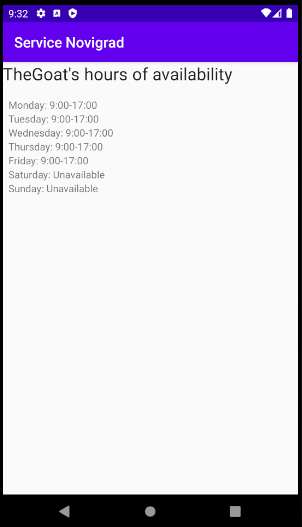 9:32
Service Novigrad
TheGoat's hours of availability
Monday: 9:00-17:00
Tuesday: 9:00-17:00
Wednesday: 9:00-17:00
Thursday: 9:00-17:00
Friday: 9:00-17:00
Saturday: Unavailable
Sunday: Unavailable